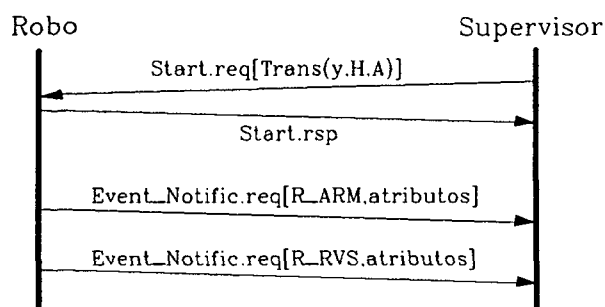 Robo
Supervisor
Start.req[Trans(y.H.A)]
Start.rsp
Event_Notific.req[R_ARM,atributos]
Event_Notific.req[R_RVS,atributos]